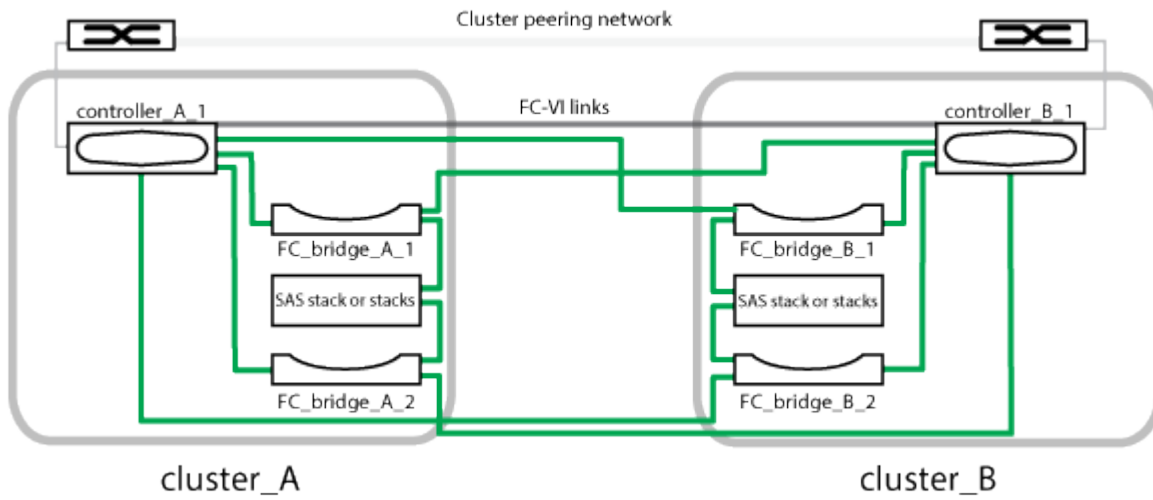 Cluster peering network
controller_A_1
FC-VI links
controller_B_1
FC_bridge_A_1
FC_bridge_B_1
SAS stack or stacks
SAS stack or stacks
FC_bridge_A_2
FC_bridge_B_2
cluster_A
cluster_B